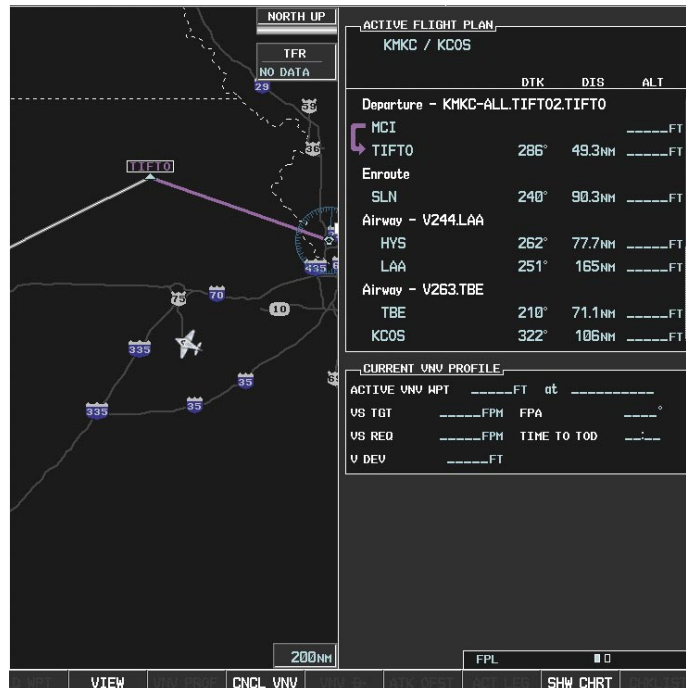 NORTH UP
TFR
NO DATA
29
59
36
TIFTO
435
70
75
10
335
35
335
35
200NM
ACTIVE FLIGHT PLAN
KMKC / KCOS
DTK DIS ALT
Departure - KMKC-ALL.TIFTO2.TIFTO
MCI _____FT
TIFTO 286° 49.3NM _____FT
Enroute
SLN 240° 90.3NM _____FT
Airway - V244.LAA
HYS 262° 77.7NM _____FT
LAA 251° 165NM _____FT
Airway - V263.TBE
TBE 210° 71.1NM _____FT
KCOS 322° 106NM _____FT
CURRENT VNV PROFILE
ACTIVE VNV WPT _____FT at __________
VS TGT _____FPM FPA ____°
VS REQ _____FPM TIME TO TOD __:__
V DEV _____FT
FPL
VIEW VNV PROF CNCL VNV ATK DEST ACT LEG SHW CHRT CHKLIST